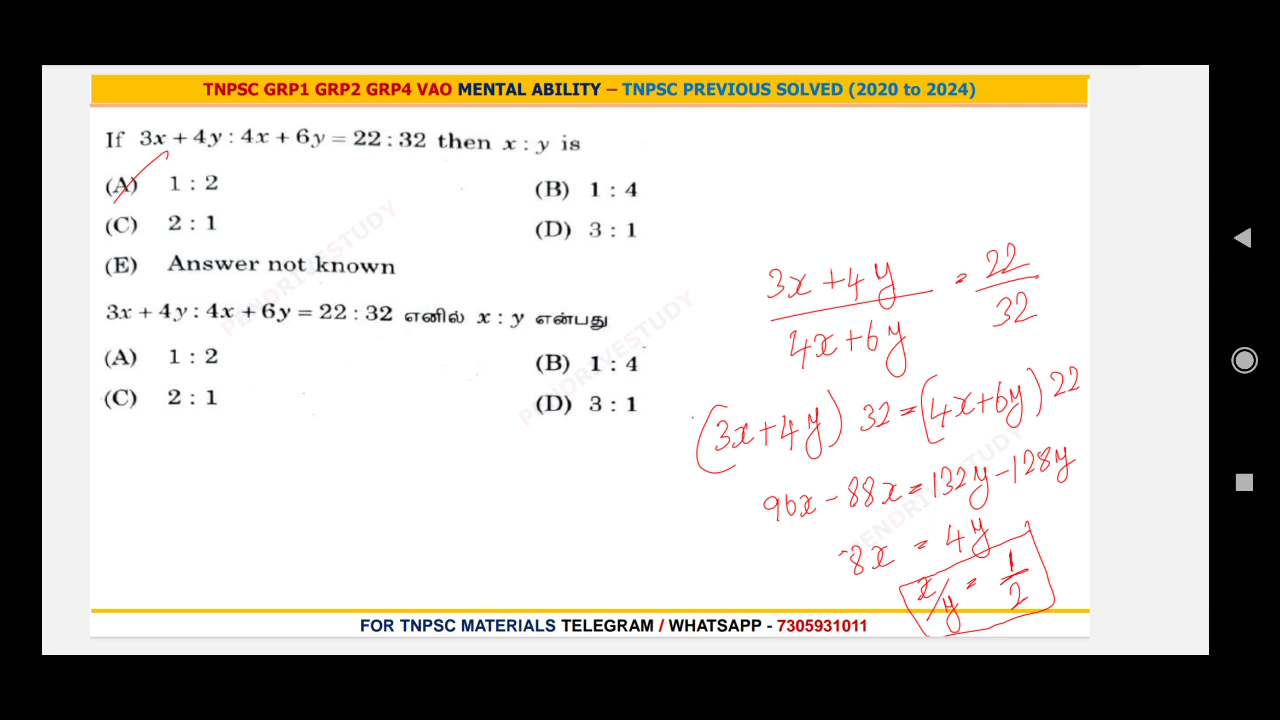 TNPSC GRP1 GRP2 GRP4 VAO MENTAL ABILITY – TNPSC PREVIOUS SOLVED (2020 to 2024)
If 3x + 4y : 4x + 6y = 22 : 32 then x : y is
(A) 1 : 2
(B) 1 : 4
(C) 2 : 1
(D) 3 : 1
(E) Answer not known
3x + 4y : 4x + 6y = 22 : 32 எனில் x : y என்பது
(A) 1 : 2
(B) 1 : 4
(C) 2 : 1
(D) 3 : 1
3x+4y/4x+6y = 22/32
(3x+4y) 32 = (4x+6y) 22
96x - 88x = 132y - 128y
8x = 4y
x/y = 1/2
PENDRIVESTUDY
PENDRIVESTUDY
PENDRIVESTUDY
FOR TNPSC MATERIALS TELEGRAM / WHATSAPP - 7305931011